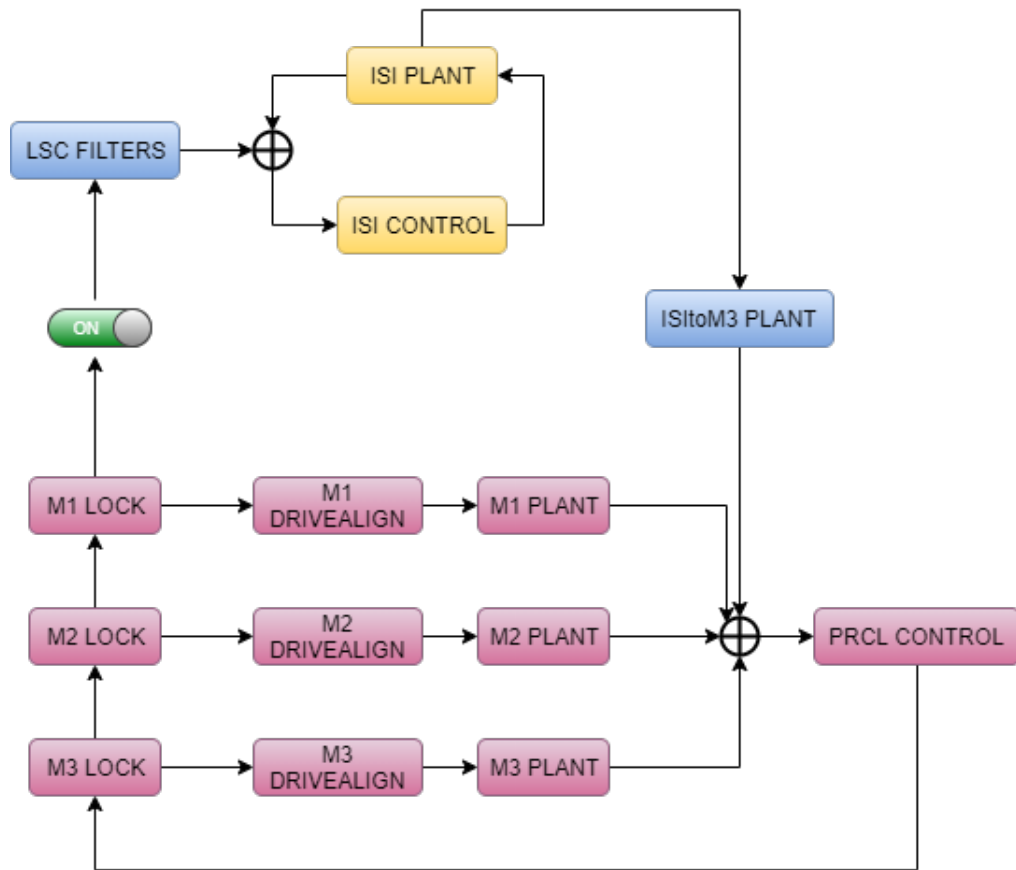 ISI PLANT
LSC FILTERS
ISI CONTROL
ON
ISItoM3 PLANT
M1 LOCK
M1
DRIVEALIGN
M1 PLANT
M2 LOCK
M2
DRIVEALIGN
M2 PLANT
PRCL CONTROL
M3 LOCK
M3
DRIVEALIGN
M3 PLANT